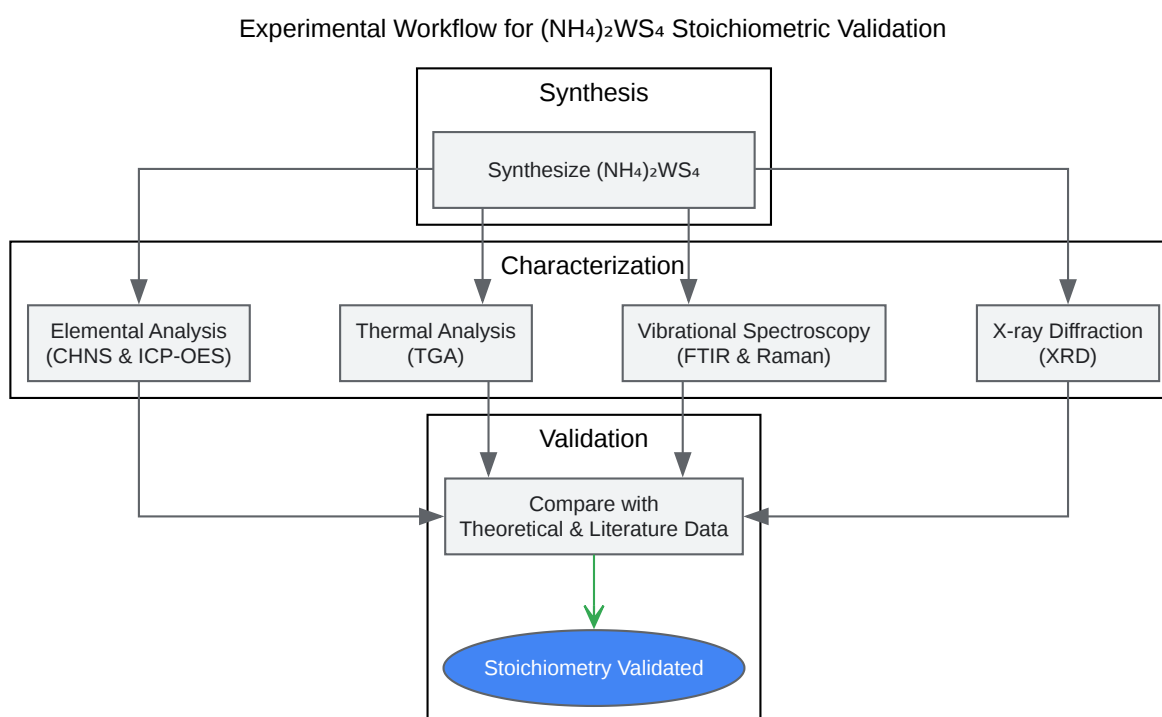 Experimental Workflow for (NH₄)₂WS₄ Stoichiometric Validation
Synthesis
Synthesize (NH₄)₂WS₄
Characterization
Elemental Analysis
(CHNS & ICP-OES)
Thermal Analysis
(TGA)
Vibrational Spectroscopy
(FTIR & Raman)
X-ray Diffraction
(XRD)
Validation
Compare with
Theoretical & Literature Data
Stoichiometry Validated